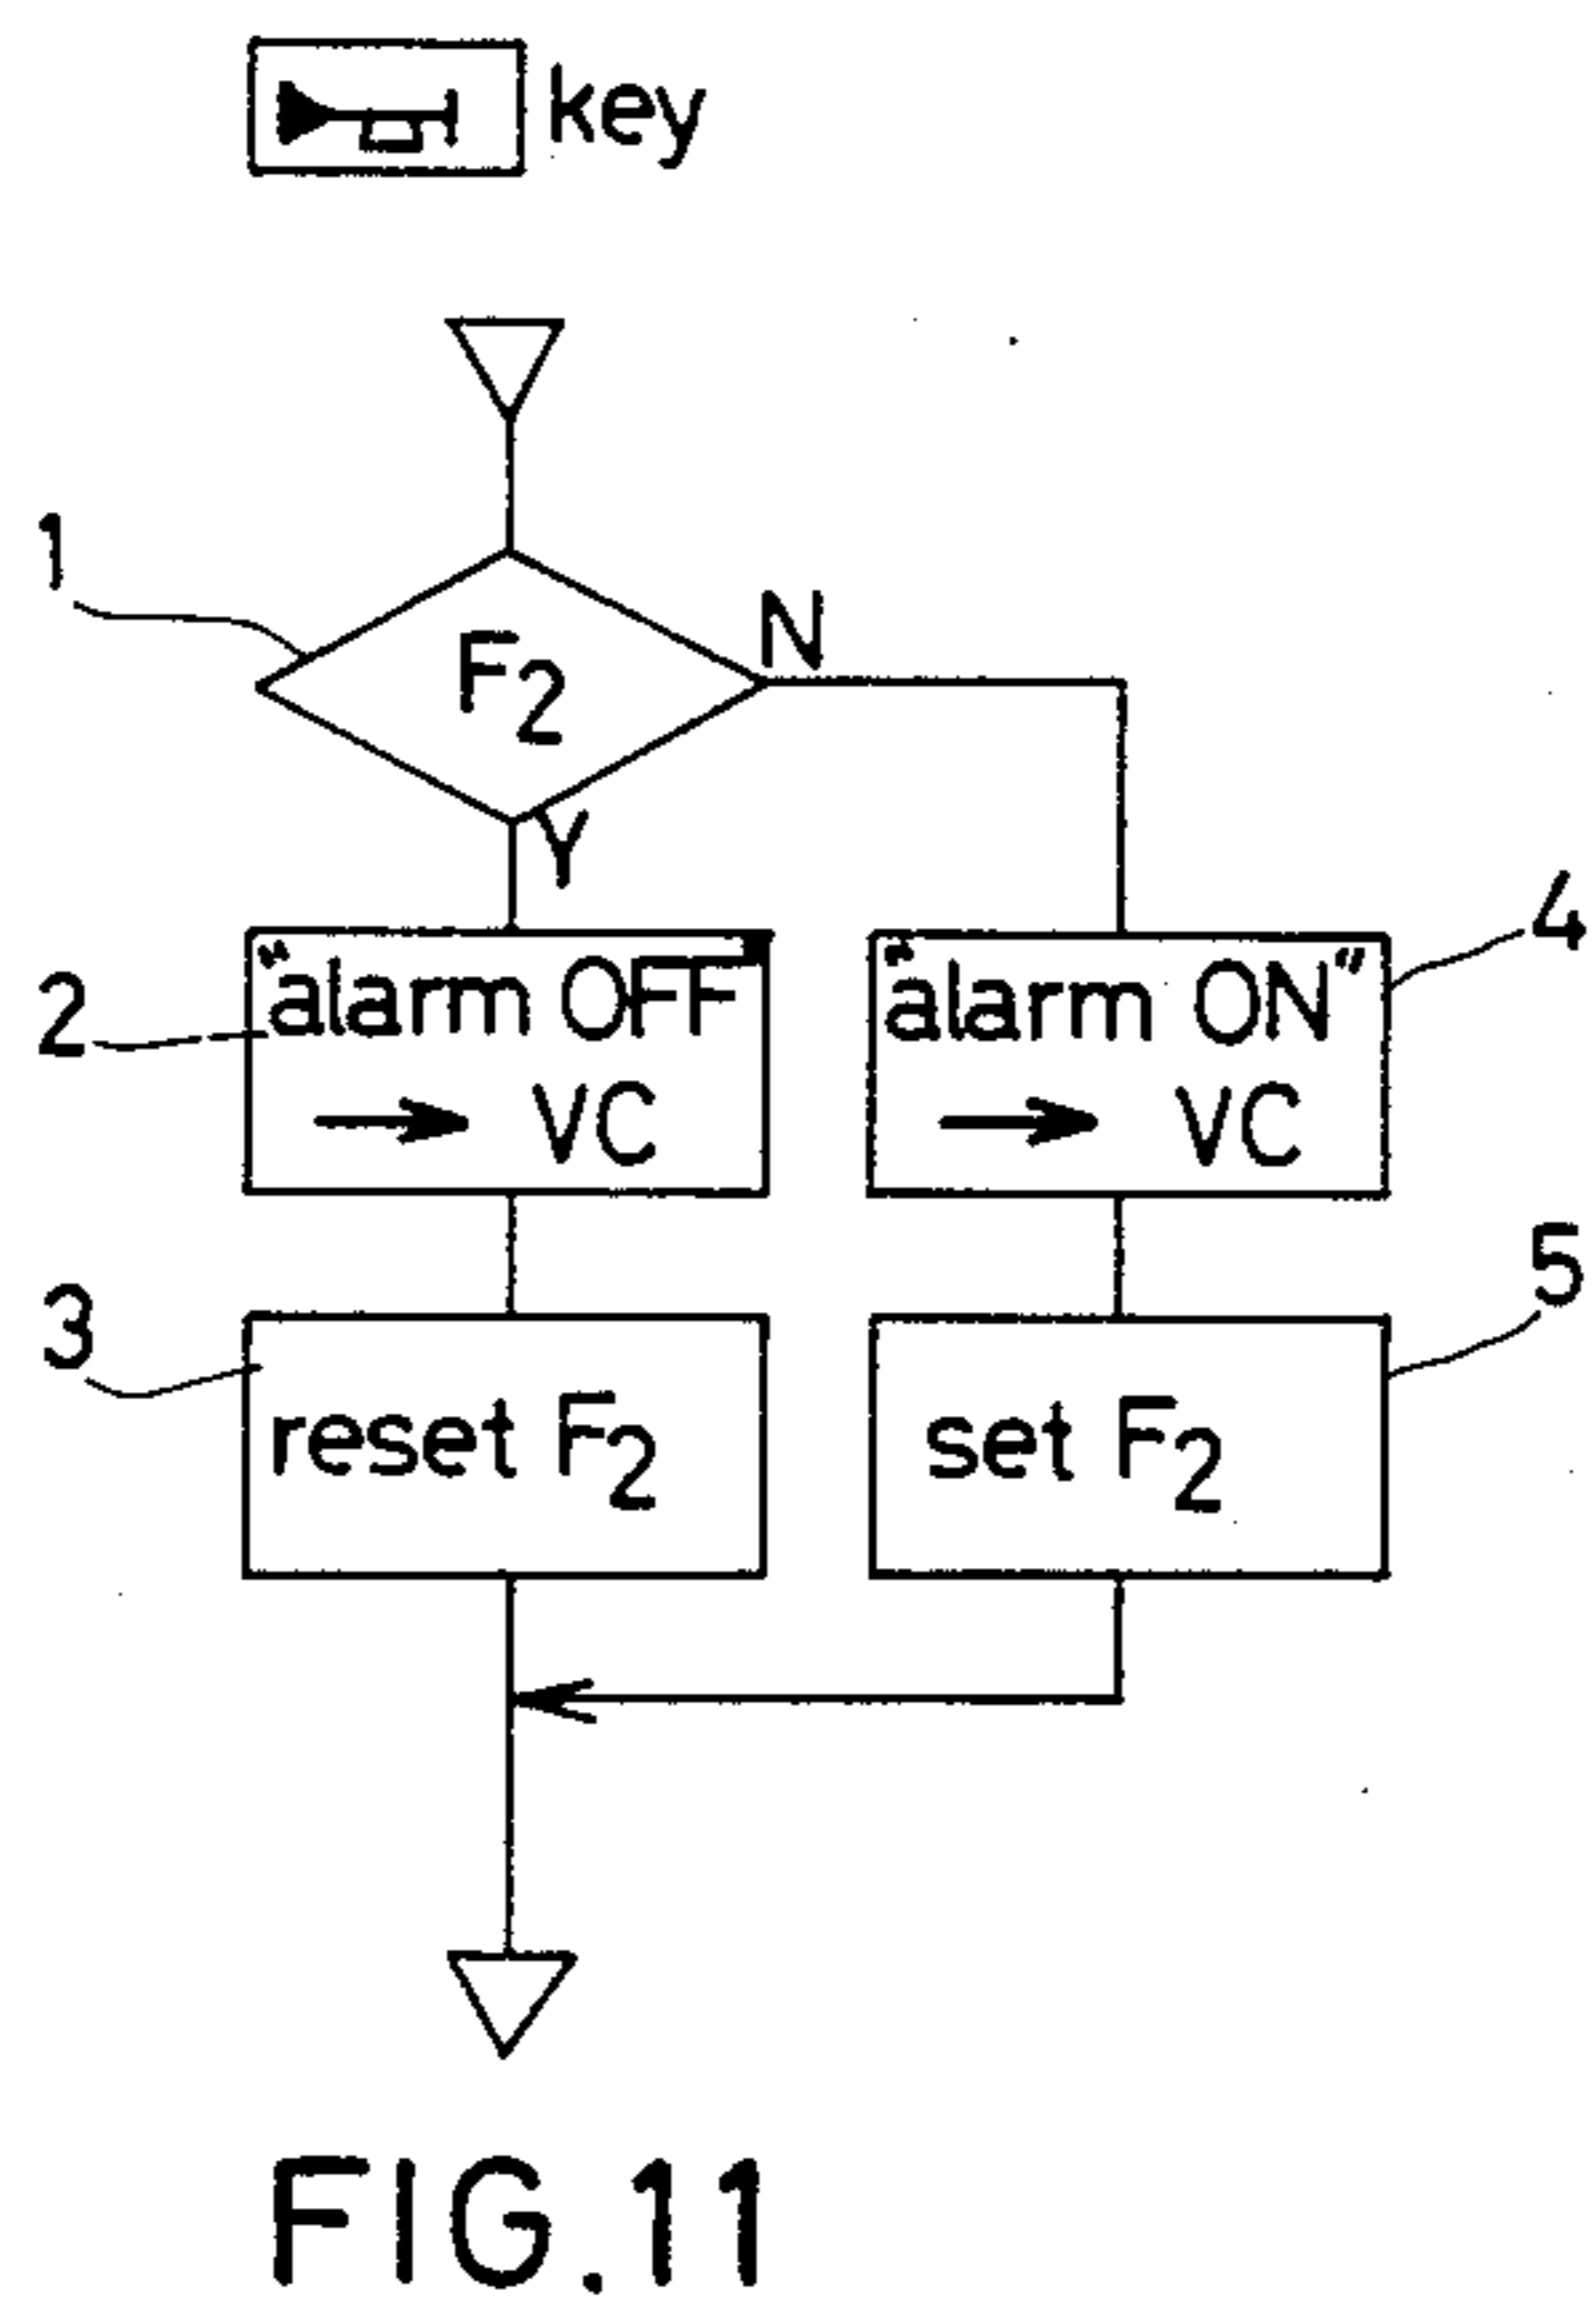 key
1
F2
N
Y
"alarm OFF"
→ VC
2
"alarm ON"
→ VC
4
3
reset F2
set F2
5
FIG.11